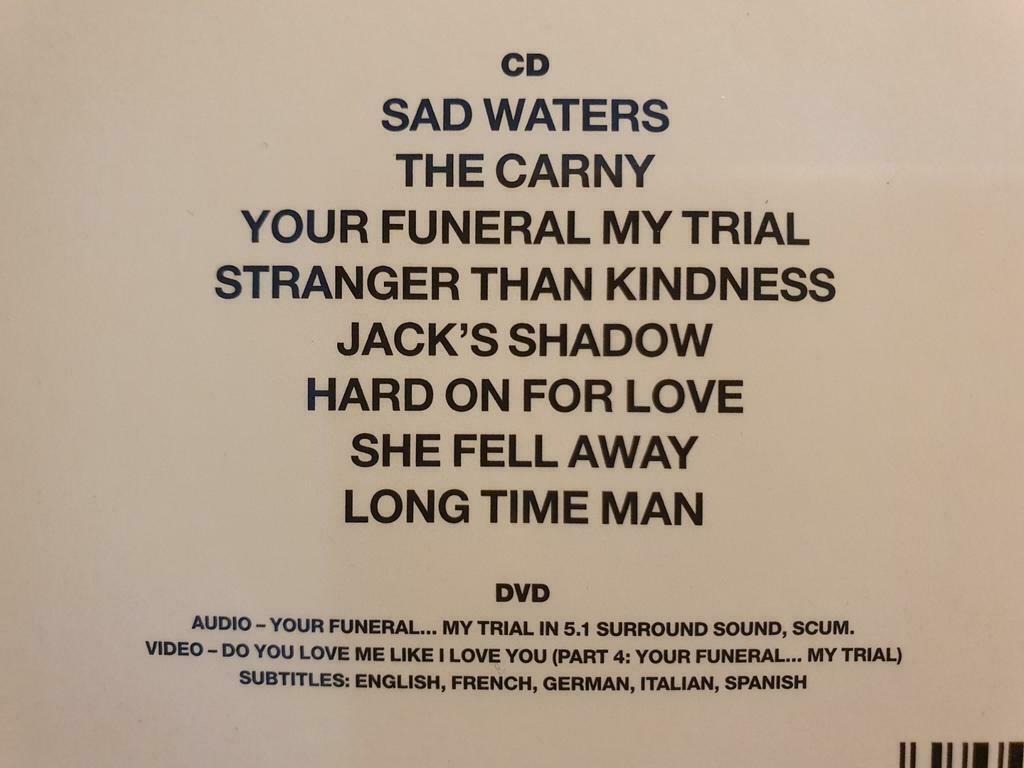 CD
SAD WATERS
THE CARNY
YOUR FUNERAL MY TRIAL
STRANGER THAN KINDNESS
JACK’S SHADOW
HARD ON FOR LOVE
SHE FELL AWAY
LONG TIME MAN
DVD
AUDIO – YOUR FUNERAL... MY TRIAL IN 5.1 SURROUND SOUND, SCUM.
VIDEO – DO YOU LOVE ME LIKE I LOVE YOU (PART 4: YOUR FUNERAL... MY TRIAL)
SUBTITLES: ENGLISH, FRENCH, GERMAN, ITALIAN, SPANISH